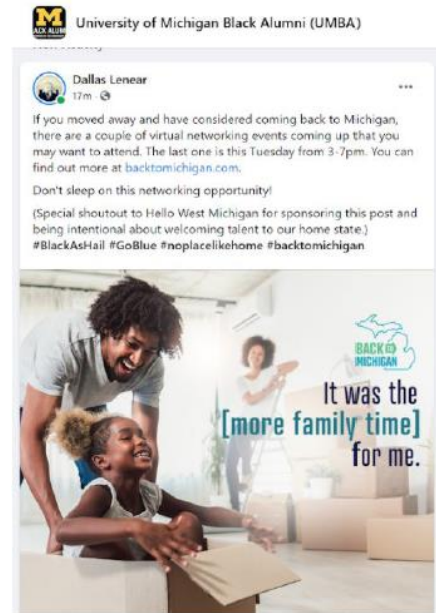 M
University of Michigan Black Alumni (UMBA)
Dallas Lenear
17m
If you moved away and have considered coming back to Michigan,
there are a couple of virtual networking events coming up that you
may want to attend. The last one is this Tuesday from 3-7pm. You can
find out more at backtomichigan.com.
Don't sleep on this networking opportunity!
(Special shoutout to Hello West Michigan for sponsoring this post and
being intentional about welcoming talent to our home state.)
#BlackAsHail #GoBlue #noplacelikehome #backtomichigan
BACK TO
MICHIGAN
It was the
[more family time]
for me.